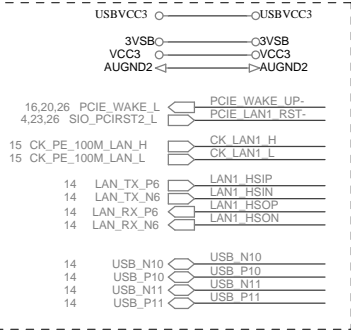 USBVCC3 USBVCC3
3VSB 3VSB
VCC3 VCC3
AUGND2 AUGND2
16,20,26 PCIE_WAKE_L PCIE_WAKE_UP-
4,23,26 SIO_PCIRST2_L PCIE_LAN1_RST-
15 CK_PE_100M_LAN_H CK_LAN1_H
15 CK_PE_100M_LAN_L CK_LAN1_L
14 LAN_TX_P6 LAN1_HSIP
14 LAN_TX_N6 LAN1_HSIN
14 LAN_RX_P6 LAN1_HSOP
14 LAN_RX_N6 LAN1_HSON
14 USB_N10 USB_N10
14 USB_P10 USB_P10
14 USB_N11 USB_N11
14 USB_P11 USB_P11